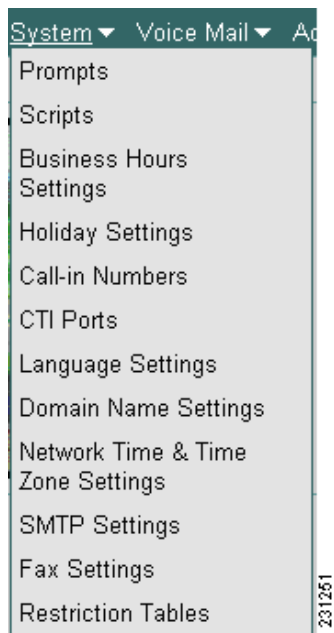 System Voice Mail
Prompts
Scripts
Business Hours
Settings
Holiday Settings
Call-in Numbers
CTI Ports
Language Settings
Domain Name Settings
Network Time & Time
Zone Settings
SMTP Settings
Fax Settings
Restriction Tables
231251